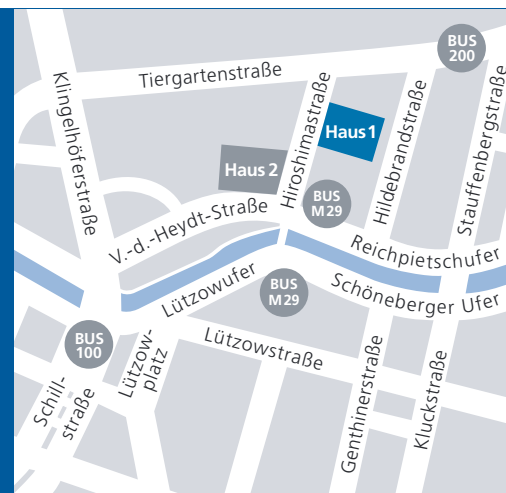 BUS
200
Tiergartenstraße
Klingelhöferstraße
Hiroshimastraße
Haus 1
Hildebrandstraße
Stauffenbergstraße
Haus 2
BUS
M29
V.-d.-Heydt-Straße
Reichpietschufer
Lützowufer
BUS
M29
Schöneberger Ufer
BUS
100
Lützow-
platz
Lützowstraße
Schill-
straße
Genthinerstraße
Kluckstraße